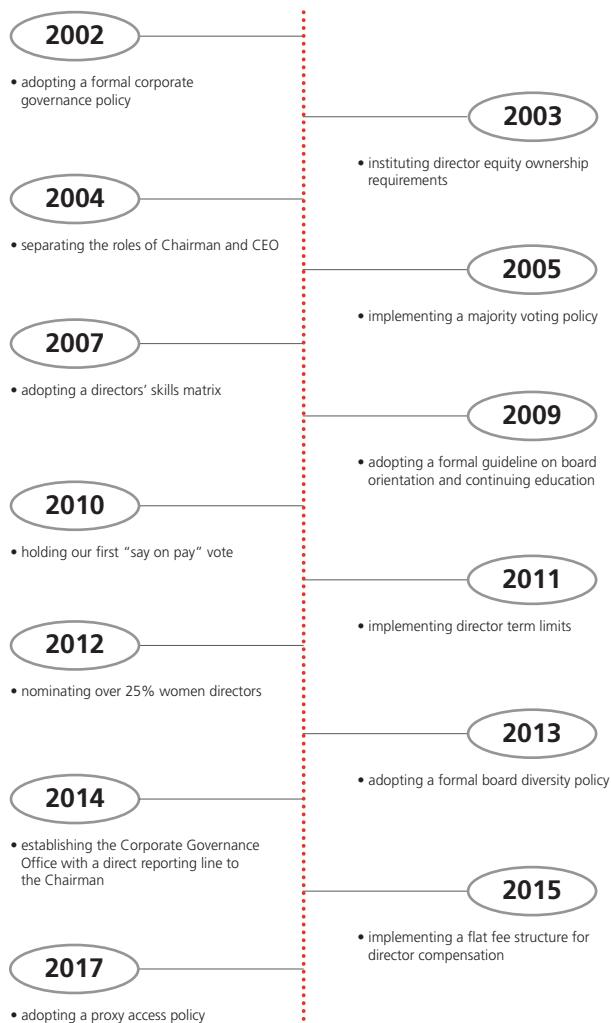 2002
• adopting a formal corporate
governance policy
2003
• instituting director equity ownership
requirements
2004
• separating the roles of Chairman and CEO
2005
• implementing a majority voting policy
2007
• adopting a directors’ skills matrix
2009
• adopting a formal guideline on board
orientation and continuing education
2010
• holding our first “say on pay” vote
2011
• implementing director term limits
2012
• nominating over 25% women directors
2013
• adopting a formal board diversity policy
2014
• establishing the Corporate Governance
Office with a direct reporting line to
the Chairman
2015
• implementing a flat fee structure for
director compensation
2017
• adopting a proxy access policy